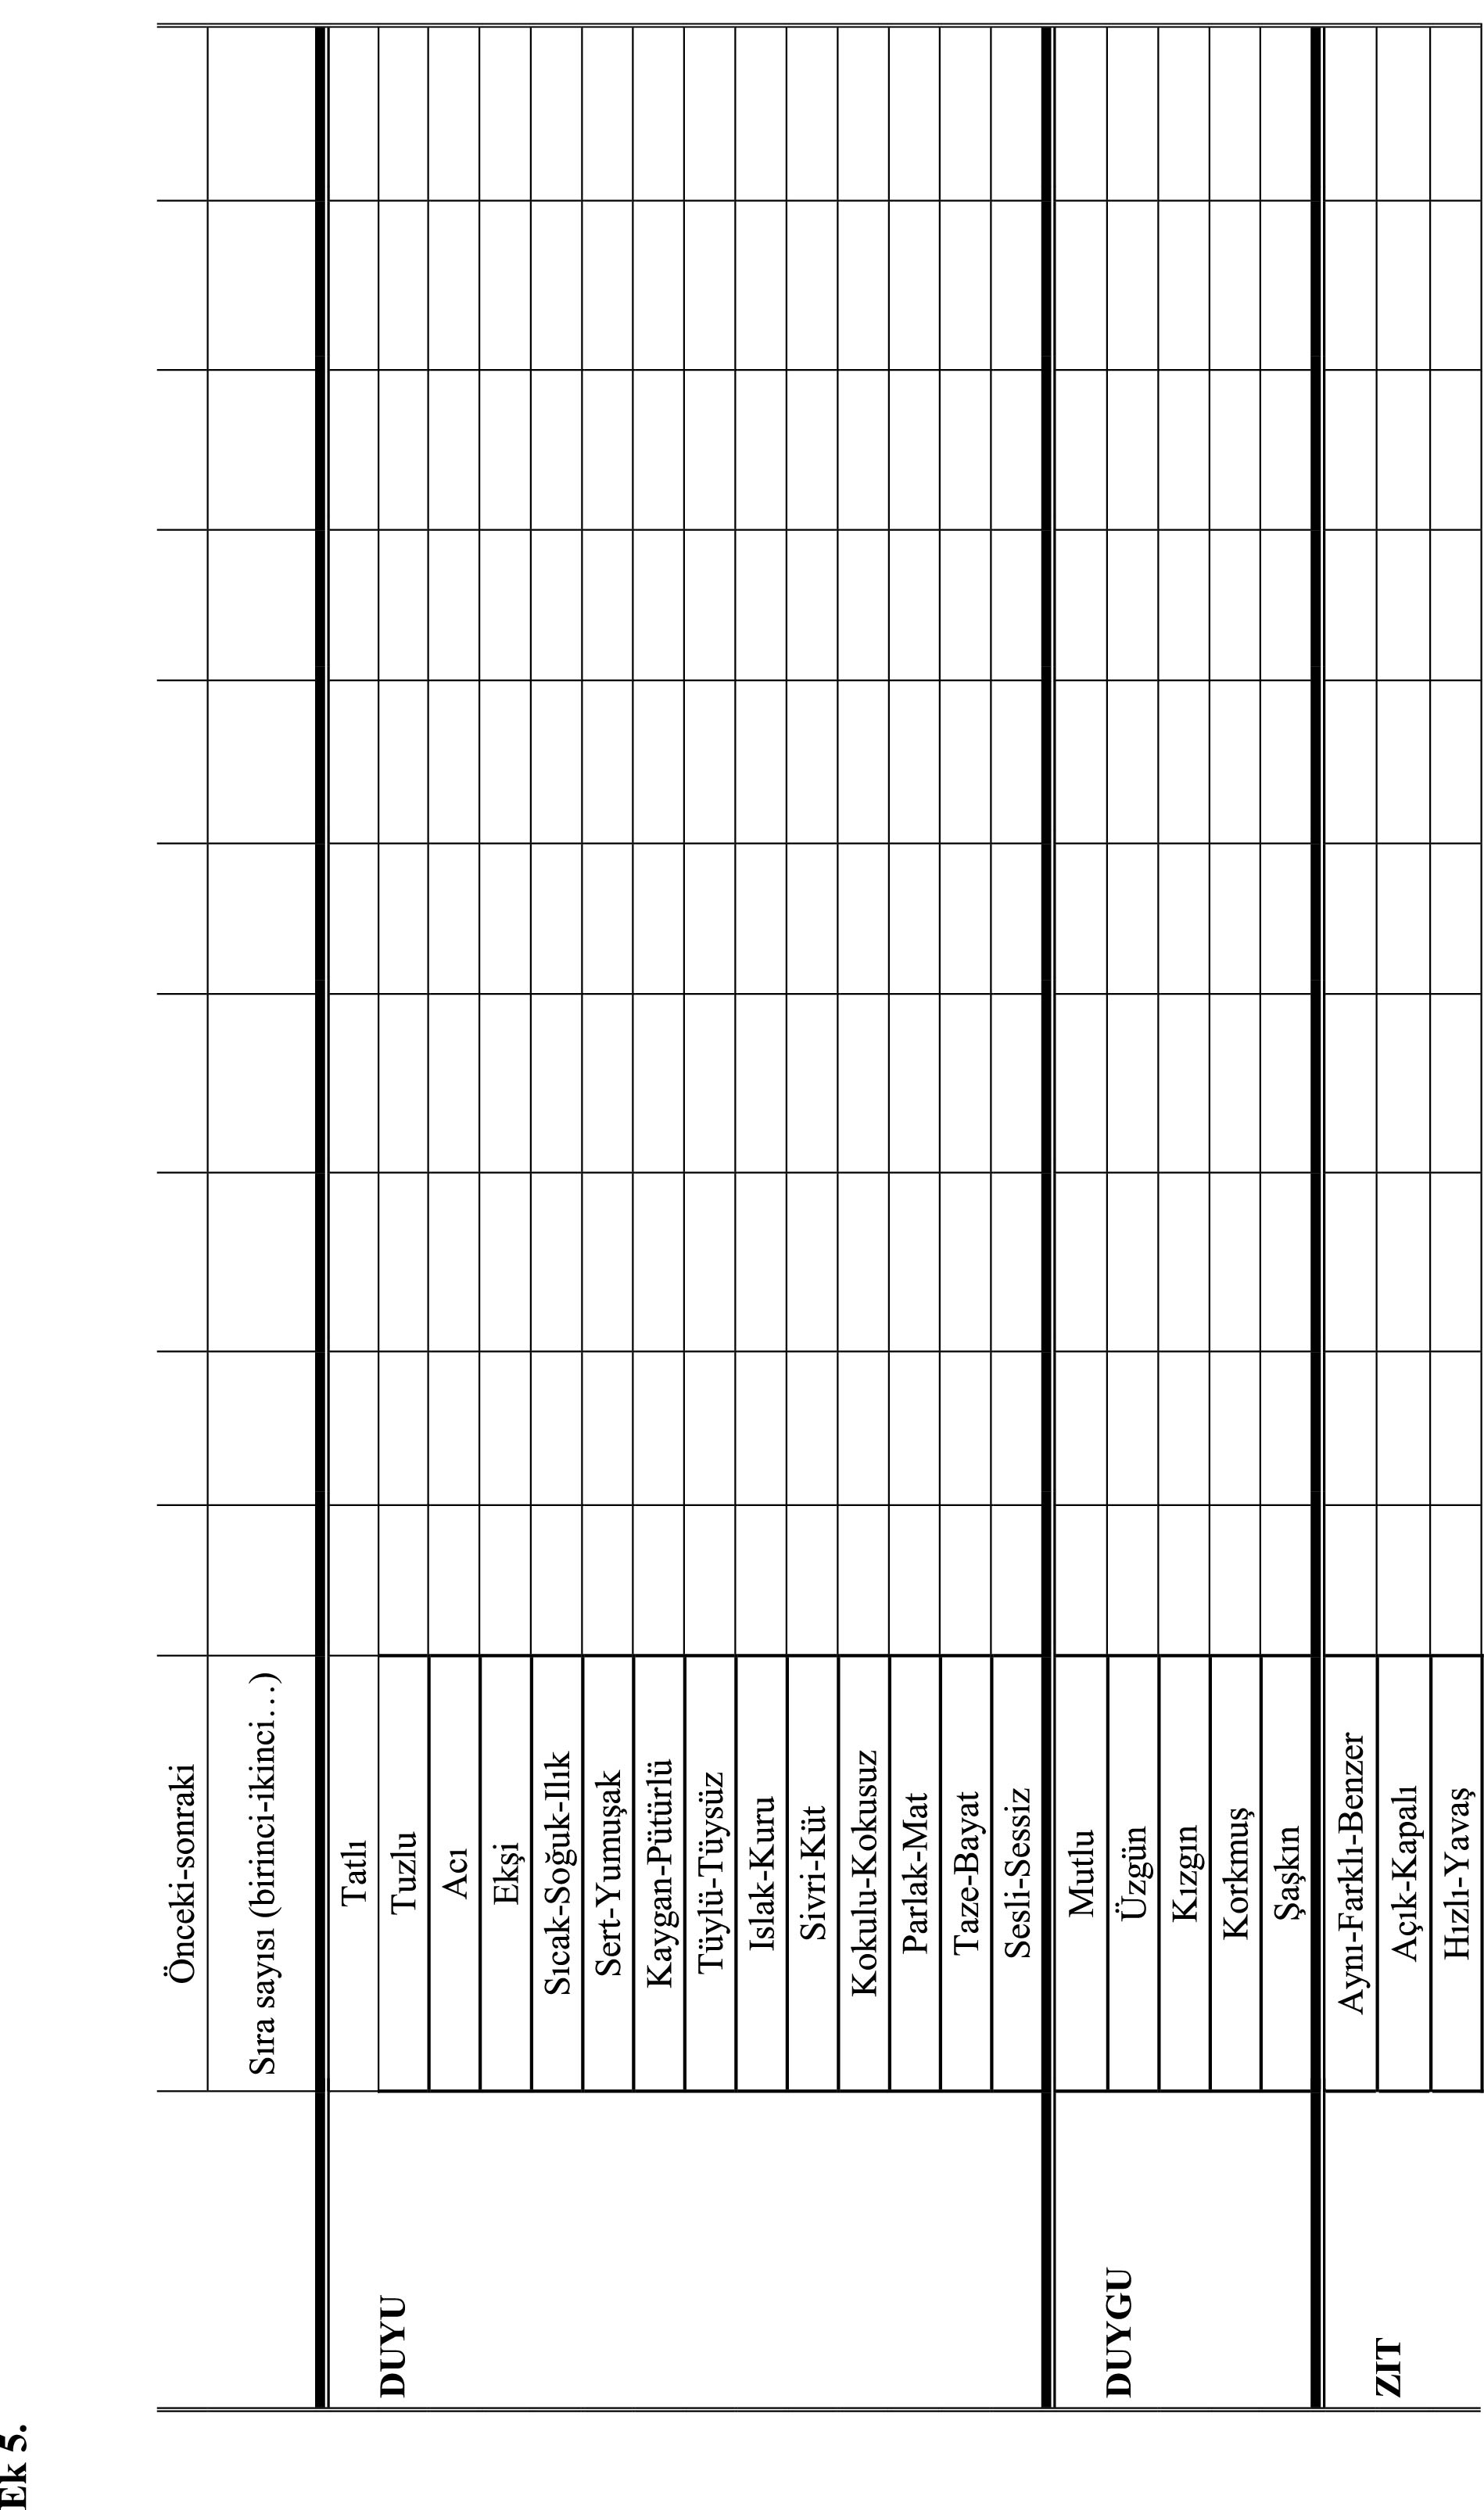 Ek 5.
Önceki-sonraki
Sıra sayısı (birinci-ikinci…)
DUYU
Tatlı
Tuzlu
Acı
Ekşi
Sıcak-Soğuk-Ilık
Sert-Yumuşak
Kaygan-Pütürlü
Tüylü-Tüysüz
Islak-Kuru
Sivri-Küt
Kokulu-Kokusuz
Parlak-Mat
Taze-Bayat
Sesli-Sessiz
DUYGU
Mutlu
Üzgün
Kızgın
Korkmuş
Şaşkın
ZIT
Aynı-Farklı-Benzer
Açık-Kapalı
Hızlı-Yavaş